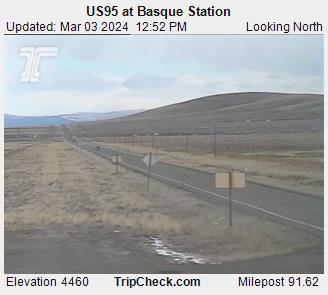 US95 at Basque Station
Updated: Mar 03 2024 12:52 PM Looking North
Elevation 4460 TripCheck.com Milepost 91.62